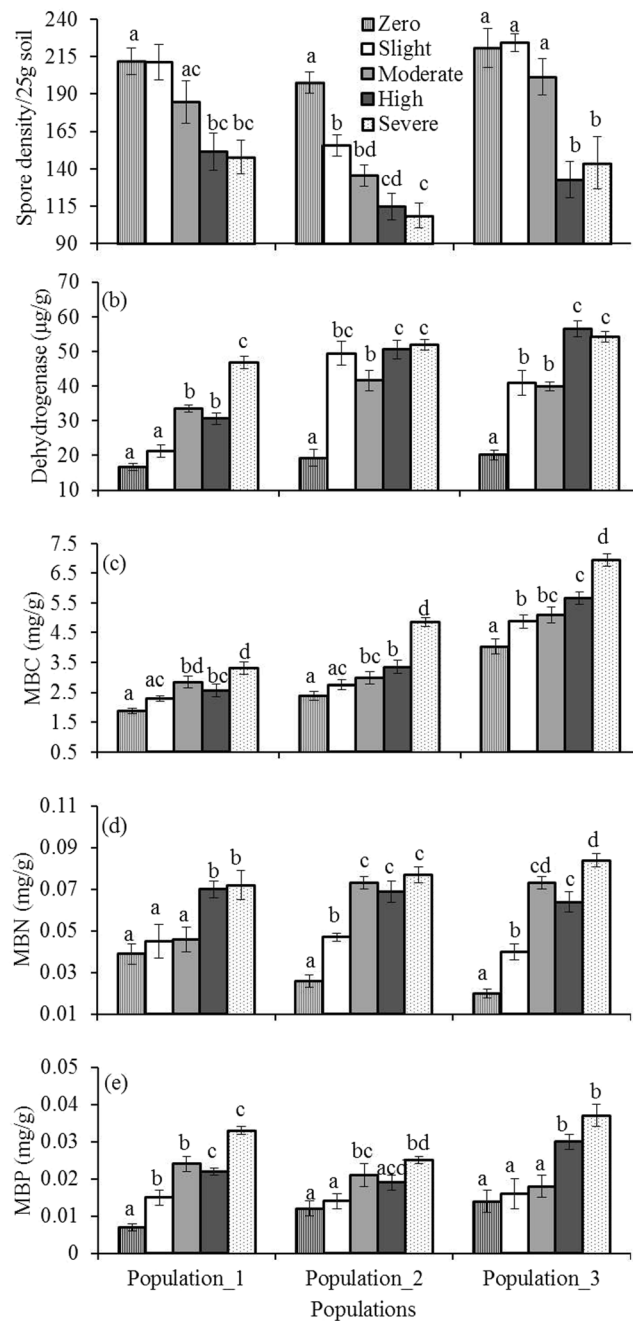 240
215
190
165
140
115
90
Spore density/25g soil
a a ac bc bc
a b bd cd c
a a a b b
Zero
Slight
Moderate
High
Severe
(b)
70
60
50
40
30
20
10
Dehydrogenase (µg/g)
a a b b c
a bc b c c
a b b c c
(c)
7.5
6.5
5.5
4.5
3.5
2.5
1.5
0.5
MBC (mg/g)
a ac bd bc d
a ac bc b d
a b bc c d
(d)
0.11
0.09
0.07
0.05
0.03
0.01
MBN (mg/g)
a a a b b
a b c c c
a b cd c d
(e)
0.05
0.04
0.03
0.02
0.01
0
MBP (mg/g)
a b b c c
a a bc acd bd
a a a b b
Population_1 Population_2 Population_3
Populations